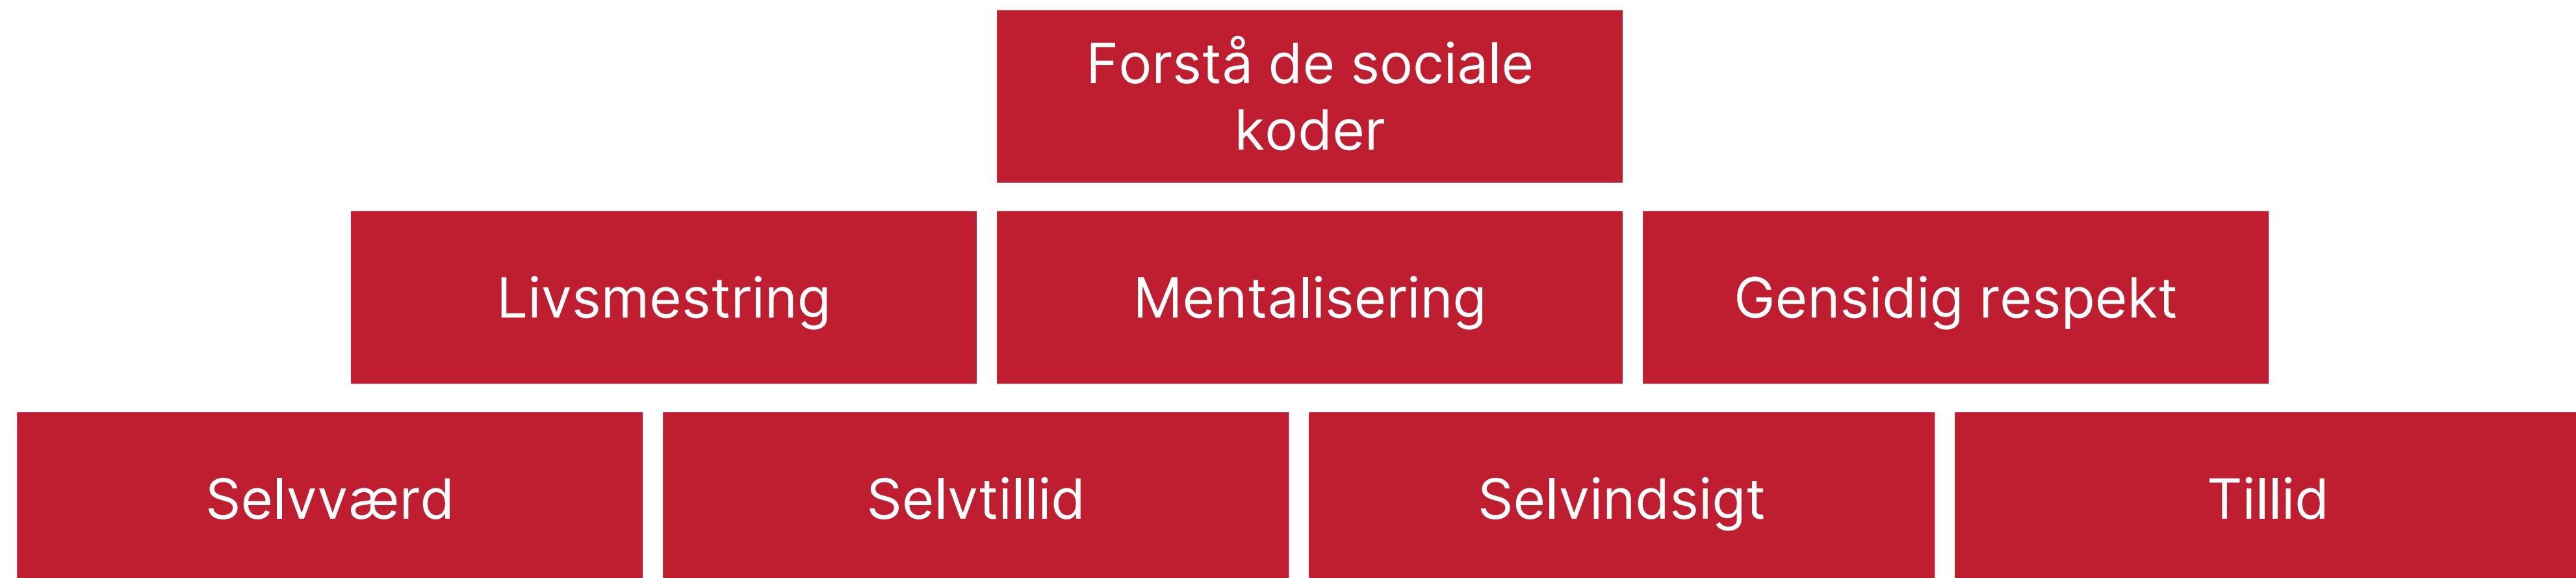 Forstå de sociale
koder
Livsmestring
Mentalisering
Gensidig respekt
Selvværd
Selvtillid
Selvindsigt
Tillid